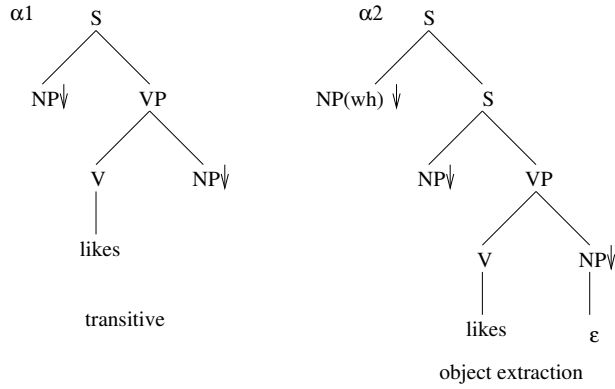 α1 S α2 S
NP↓ VP NP(wh) ↓ S
V NP↓ NP↓ VP
likes V NP↓
transitive likes ε
object extraction